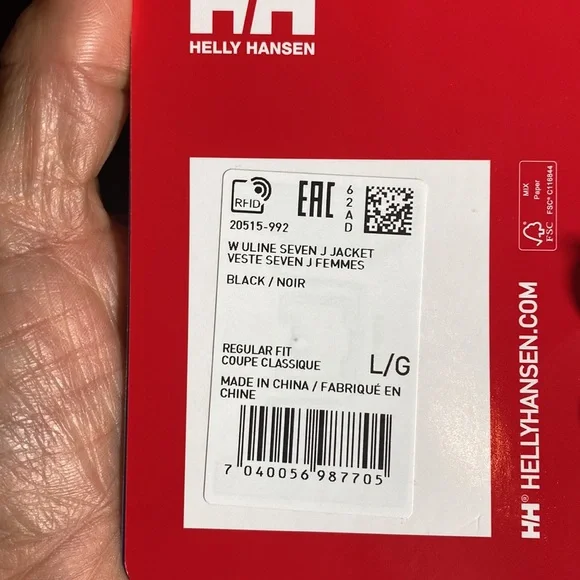 HH
HELLY HANSEN
RFID
EAC
62AD
20515-992
W ULINE SEVEN J JACKET
VESTE SEVEN J FEMMES
BLACK / NOIR
REGULAR FIT
COUPE CLASSIQUE
L/G
MADE IN CHINA / FABRIQUÉ EN
CHINE
7 040056 987705
MIX
Paper
FSC® C116844
FSC
HH® HELLYHANSEN.COM